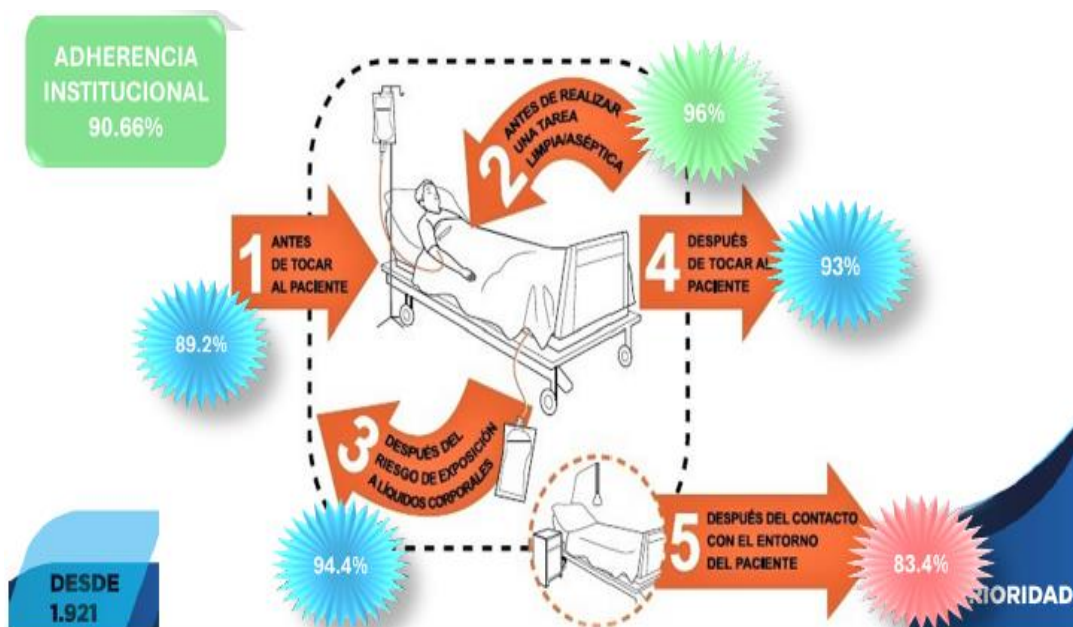 ADHERENCIA
INSTITUCIONAL
90.66%
1
ANTES
DE TOCAR
AL PACIENTE
89.2%
2
ANTES DE REALIZAR
UNA TAREA
LIMPIA/ASÉPTICA
96%
4
DESPUÉS
DE TOCAR AL
PACIENTE
93%
3
DESPUÉS DEL
RIESGO DE EXPOSICIÓN
A LÍQUIDOS CORPORALES
94.4%
5
DESPUÉS DEL CONTACTO
CON EL ENTORNO
DEL PACIENTE
83.4%
DESDE
1.921
RIORIDAD